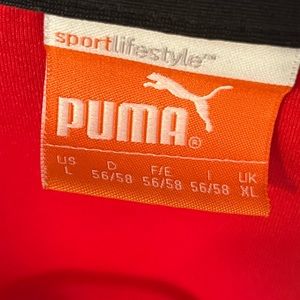 sportlifestyle™
PUMA®
US D F/E I UK
L 56/58 56/58 56/58 XL